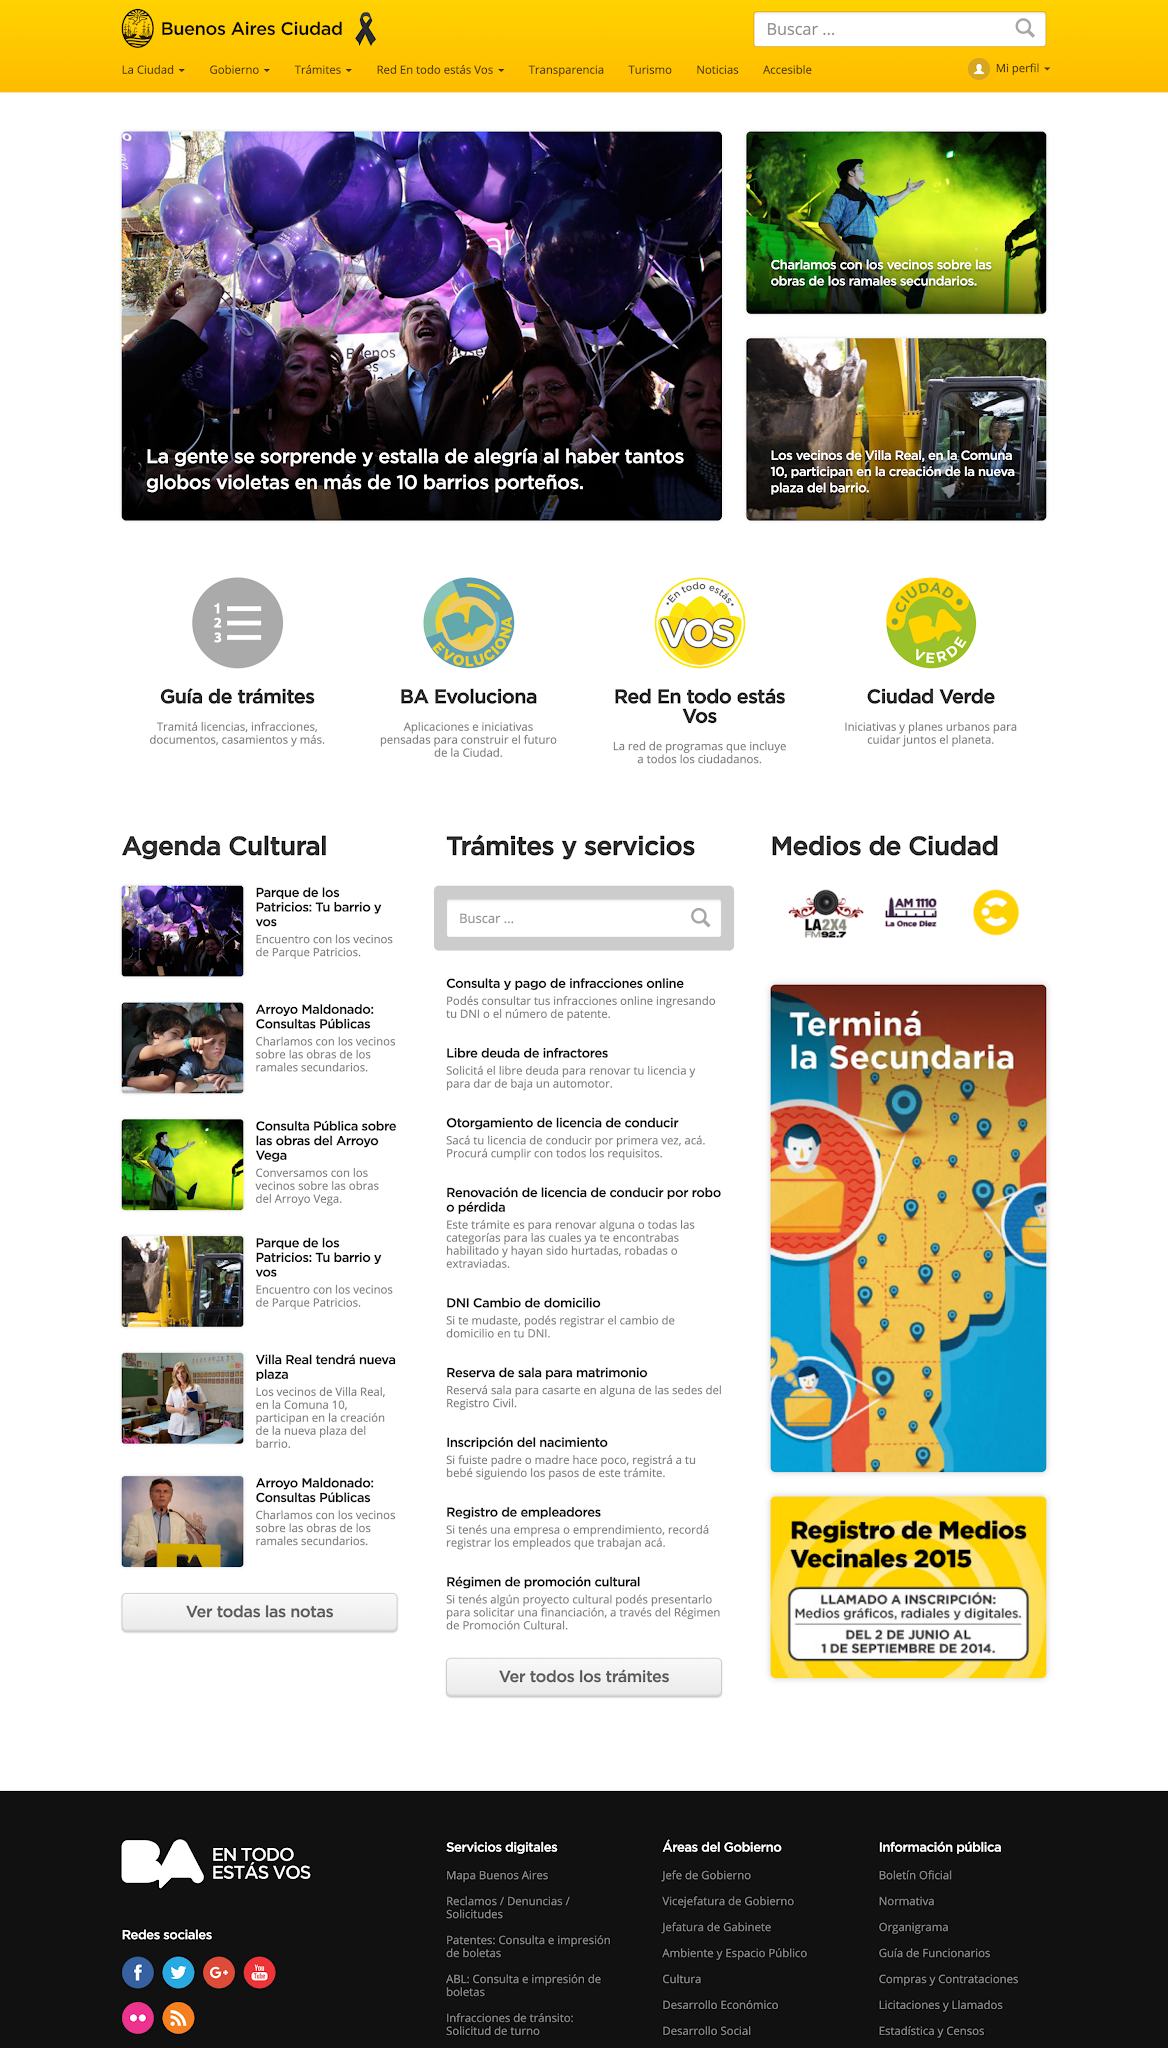 Buenos Aires Ciudad
Buscar ...
La Ciudad
Gobierno
Trámites
Red En todo estás Vos
Transparencia
Turismo
Noticias
Accesible
Mi perfil
Buenos
La gente se sorprende y estalla de alegría al haber tantos
globos violetas en más de 10 barrios porteños.
Charlamos con los vecinos sobre las
obras de los ramales secundarios.
Los vecinos de Villa Real, en la Comuna
10, participan en la creación de la nueva
plaza del barrio.
1
2
3
Guía de trámites
Tramitá licencias, infracciones,
documentos, casamientos y más.
EVOLUCIONA
BA Evoluciona
Aplicaciones e iniciativas
pensadas para construir el futuro
de la Ciudad.
•En todo estás•
VOS
Red En todo estás
Vos
La red de programas que incluye
a todos los ciudadanos.
CIUDAD
VERDE
Ciudad Verde
Iniciativas y planes urbanos para
cuidar juntos el planeta.
Agenda Cultural
Parque de los
Patricios: Tu barrio y
vos
Encuentro con los vecinos
de Parque Patricios.
Arroyo Maldonado:
Consultas Públicas
Charlamos con los vecinos
sobre las obras de los
ramales secundarios.
Consulta Pública sobre
las obras del Arroyo
Vega
Conversamos con los
vecinos sobre las obras
del Arroyo Vega.
Parque de los
Patricios: Tu barrio y
vos
Encuentro con los vecinos
de Parque Patricios.
Villa Real tendrá nueva
plaza
Los vecinos de Villa Real,
en la Comuna 10,
participan en la creación
de la nueva plaza del
barrio.
BA
Arroyo Maldonado:
Consultas Públicas
Charlamos con los vecinos
sobre las obras de los
ramales secundarios.
Ver todas las notas
Trámites y servicios
Buscar ...
Consulta y pago de infracciones online
Podés consultar tus infracciones online ingresando
tu DNI o el número de patente.
Libre deuda de infractores
Solicitá el libre deuda para renovar tu licencia y
para dar de baja un automotor.
Otorgamiento de licencia de conducir
Sacá tu licencia de conducir por primera vez, acá.
Procurá cumplir con todos los requisitos.
Renovación de licencia de conducir por robo
o pérdida
Este trámite es para renovar alguna o todas las
categorías para las cuales ya te encontrabas
habilitado y hayan sido hurtadas, robadas o
extraviadas.
DNI Cambio de domicilio
Si te mudaste, podés registrar el cambio de
domicilio en tu DNI.
Reserva de sala para matrimonio
Reservá sala para casarte en alguna de las sedes del
Registro Civil.
Inscripción del nacimiento
Si fuiste padre o madre hace poco, registrá a tu
bebé siguiendo los pasos de este trámite.
Registro de empleadores
Si tenés una empresa o emprendimiento, recordá
registrar los empleados que trabajan acá.
Régimen de promoción cultural
Si tenés algún proyecto cultural podés presentarlo
para solicitar una financiación, a través del Régimen
de Promoción Cultural.
Ver todos los trámites
Medios de Ciudad
LA2X4
FM92.7
AM 1110
La Once Diez
Terminá
la Secundaria
Registro de Medios
Vecinales 2015
LLAMADO A INSCRIPCIÓN:
Medios gráficos, radiales y digitales.
DEL 2 DE JUNIO AL
1 DE SEPTIEMBRE DE 2014.
BA EN TODO
ESTÁS VOS
Redes sociales
f
G+
You
Tube
Servicios digitales
Mapa Buenos Aires
Reclamos / Denuncias /
Solicitudes
Patentes: Consulta e impresión
de boletas
ABL: Consulta e impresión de
boletas
Infracciones de tránsito:
Solicitud de turno
Áreas del Gobierno
Jefe de Gobierno
Vicejefatura de Gobierno
Jefatura de Gabinete
Ambiente y Espacio Público
Cultura
Desarrollo Económico
Desarrollo Social
Información pública
Boletín Oficial
Normativa
Organigrama
Guía de Funcionarios
Compras y Contrataciones
Licitaciones y Llamados
Estadística y Censos